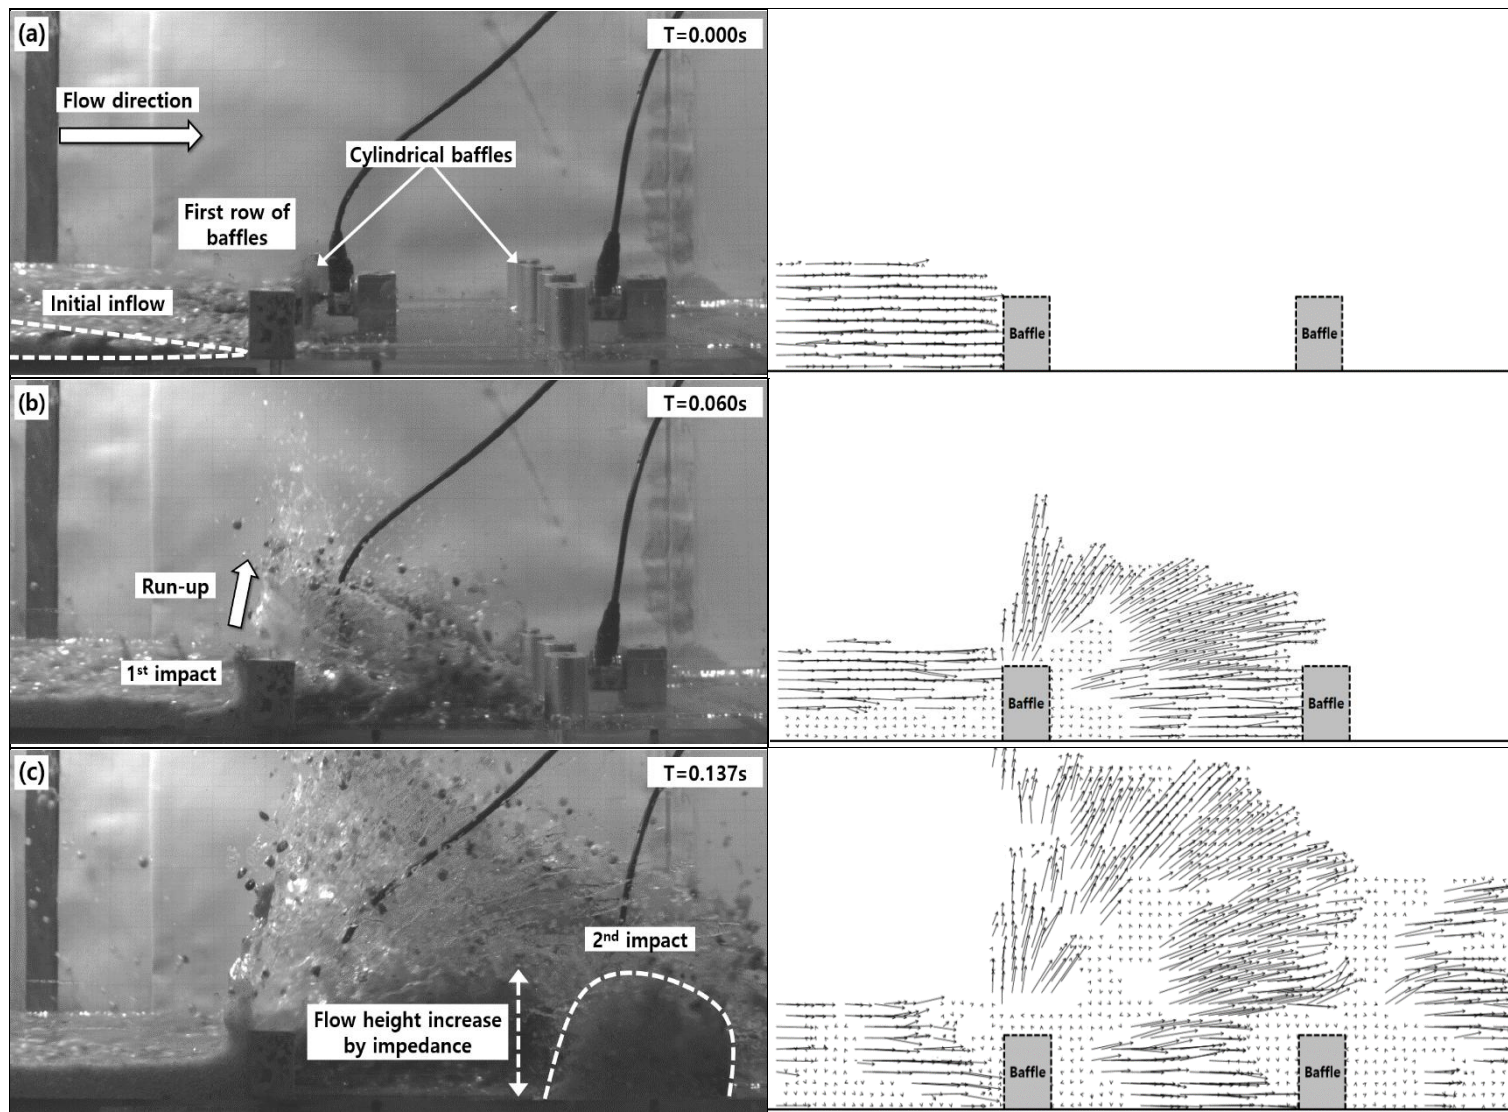 (a)
T=0.000s
Flow direction
Cylindrical baffles
First row of
baffles
Initial inflow
Baffle
Baffle
(b)
T=0.060s
Run-up
1st impact
Baffle
Baffle
(c)
T=0.137s
2nd impact
Flow height increase
by impedance
Baffle
Baffle